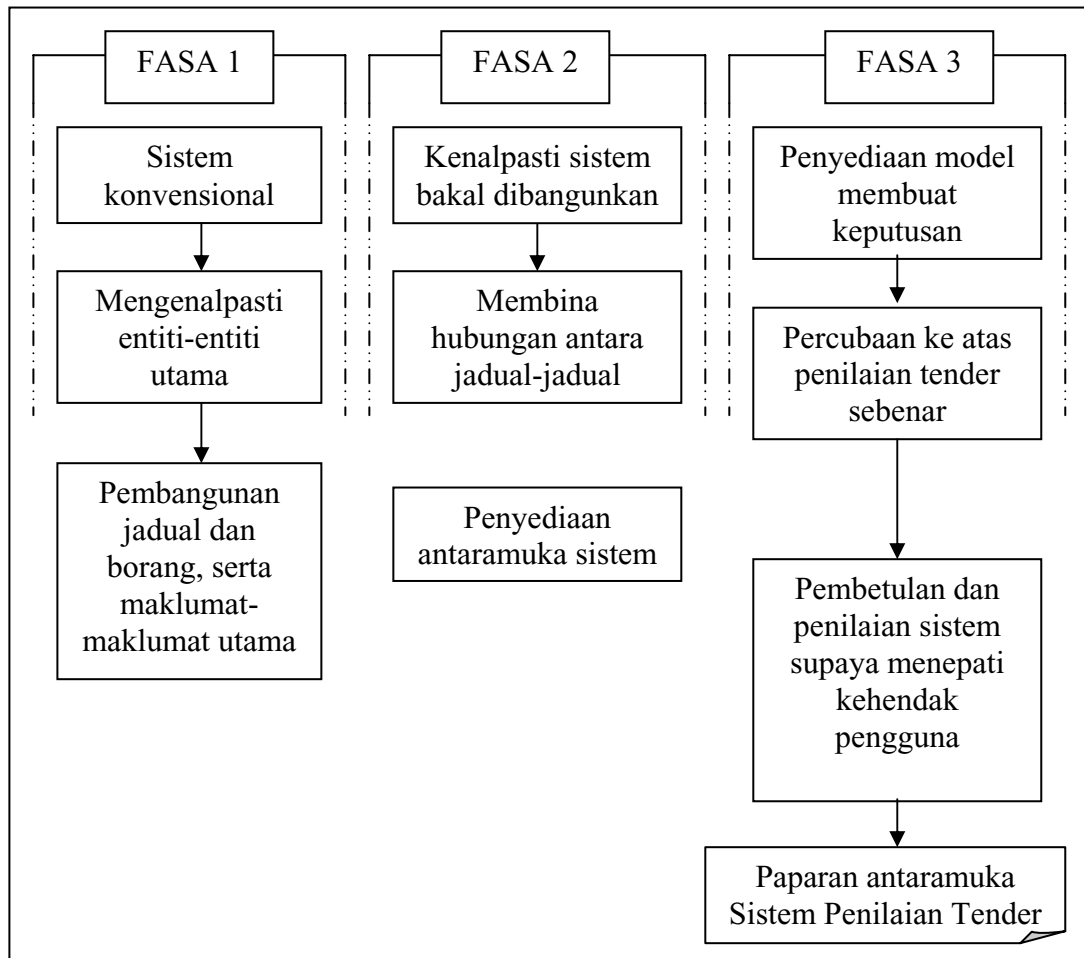 FASA 1
Sistem
konvensional
Mengenalpasti
entiti-entiti
utama
Pembangunan
jadual dan
borang, serta
maklumat-
maklumat utama
FASA 2
Kenalpasti sistem
bakal dibangunkan
Membina
hubungan antara
jadual-jadual
Penyediaan
antaramuka sistem
FASA 3
Penyediaan model
membuat
keputusan
Percubaan ke atas
penilaian tender
sebenar
Pembetulan dan
penilaian sistem
supaya menepati
kehendak
pengguna
Paparan antaramuka
Sistem Penilaian Tender